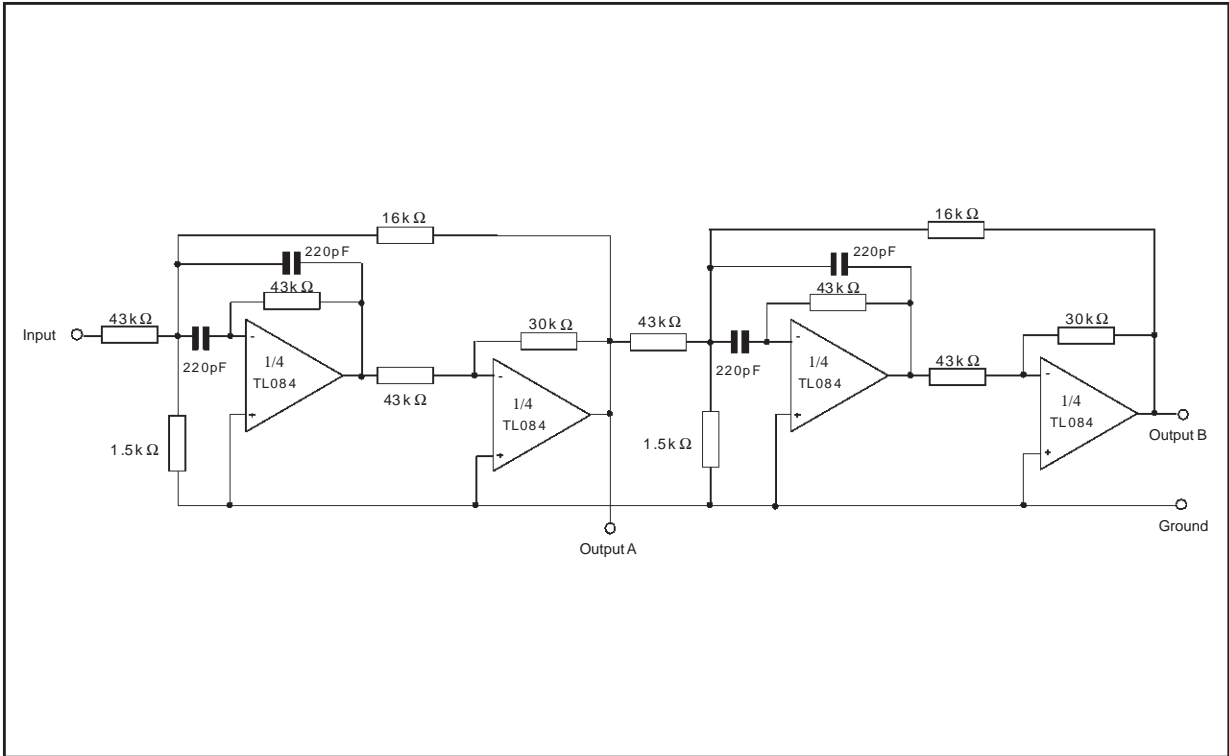 16kΩ
220pF
43kΩ
Input
43kΩ
220pF
-
1/4
TL084
+
1.5kΩ
43kΩ
30kΩ
-
1/4
TL084
+
Output A
43kΩ
16kΩ
220pF
43kΩ
220pF
-
1/4
TL084
+
1.5kΩ
43kΩ
30kΩ
-
1/4
TL084
+
Output B
Ground